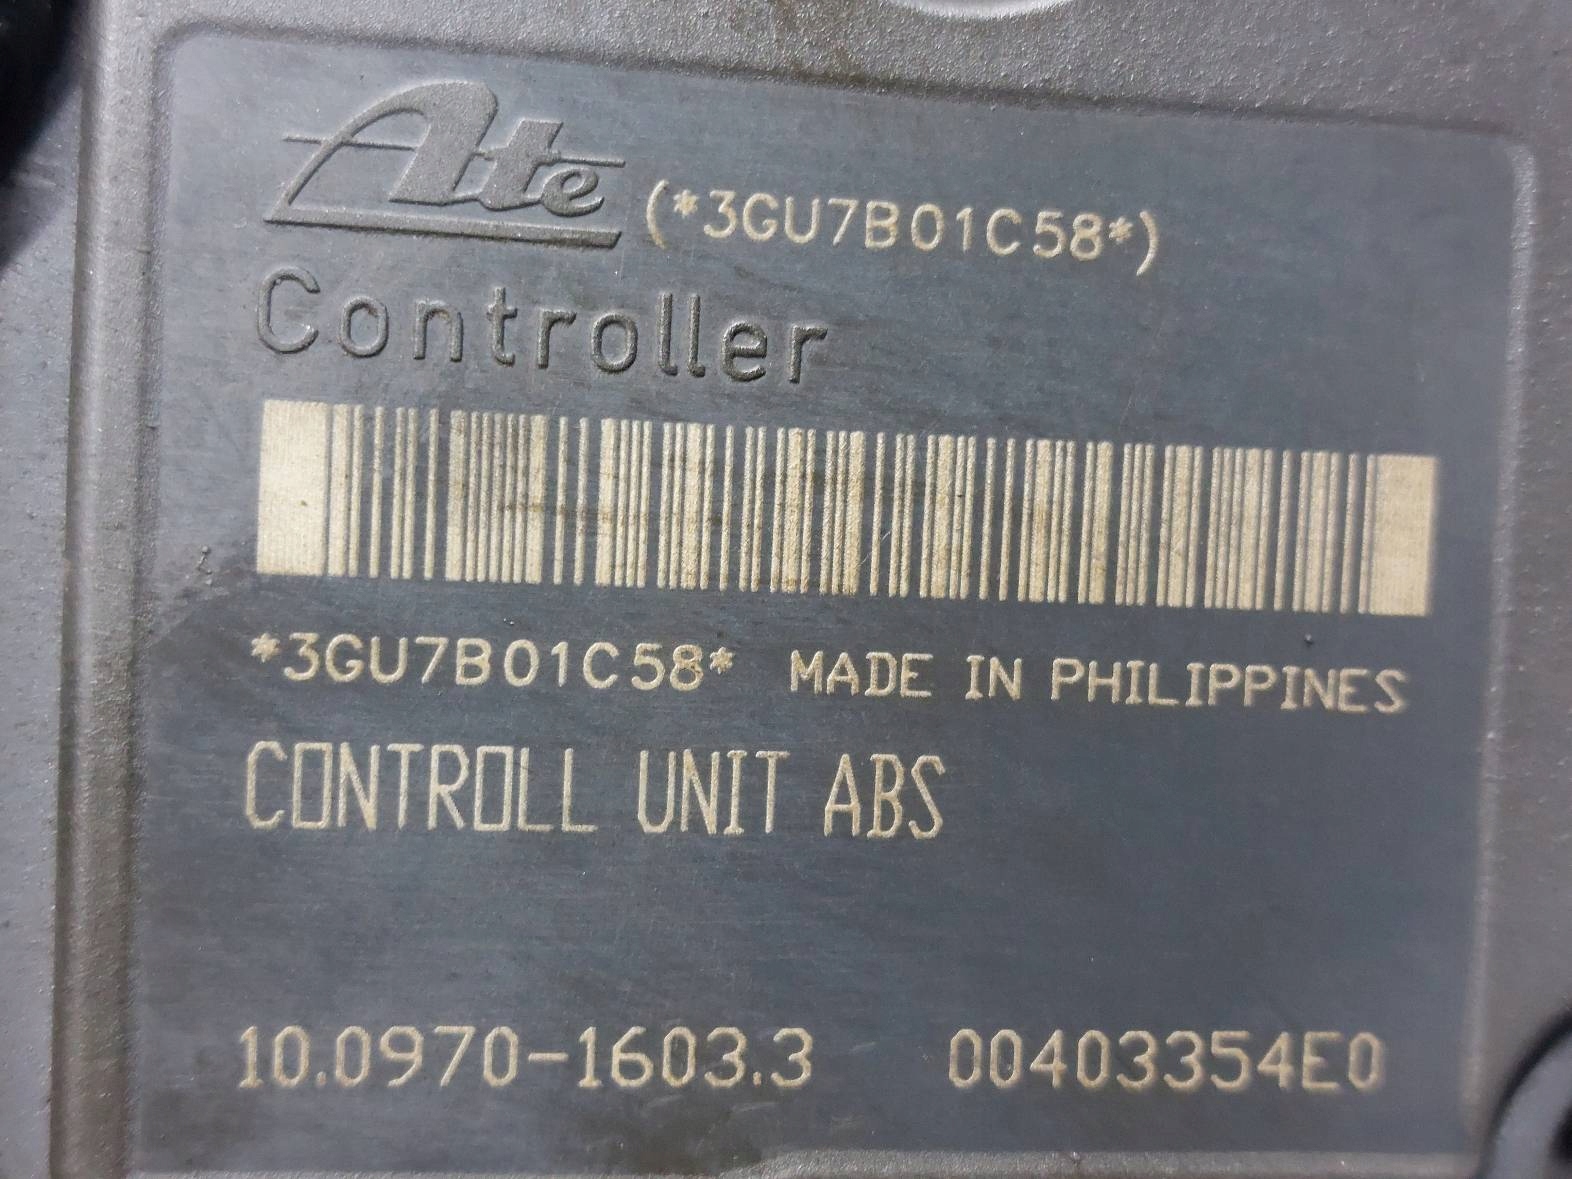 Ate (*3GU7B01C58*)
Controller
*3GU7B01C58* MADE IN PHILIPPINES
CONTROLL UNIT ABS
10.0970-1603.3 00403354E0